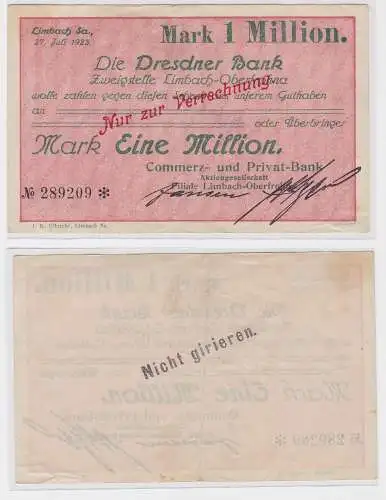 Limbach Sa.,
27. Juli 1923.
Mark 1 Million.
Die Dresdner Bank
Zweigstelle Limbach-Oberfrohna
wolle zahlen gegen diesen Scheck aus unserem Guthaben
an
oder Überbringer
Nur zur Verrechnung
Mark Eine Million.
Commerz- und Privat-Bank
Aktiengesellschaft
Filiale Limbach-Oberfrohna
№ 289209 *
Nicht girieren.